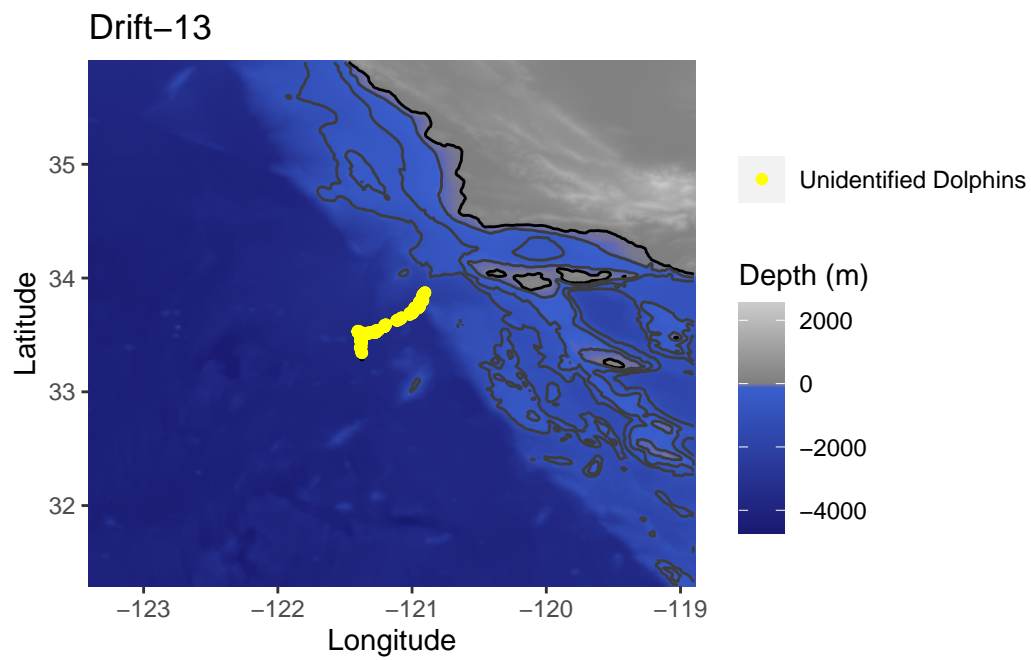 Drift−13
35
34
33
32
Latitude
−123
−122
−121
−120
−119
Longitude
Unidentified Dolphins
Depth (m)
2000
0
−2000
−4000